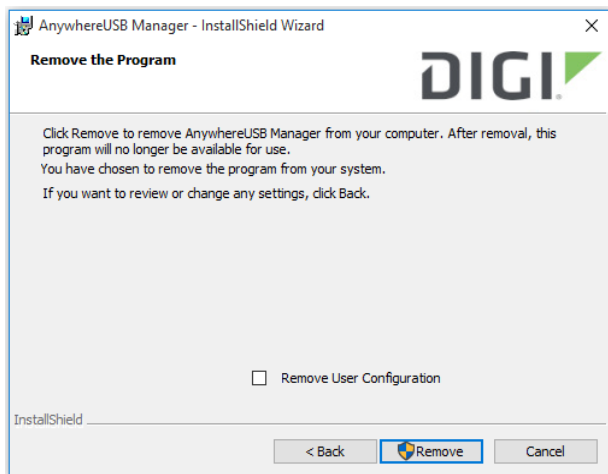 AnywhereUSB Manager - InstallShield Wizard
Remove the Program
DIGI.
Click Remove to remove AnywhereUSB Manager from your computer. After removal, this
program will no longer be available for use.
You have chosen to remove the program from your system.
If you want to review or change any settings, click Back.
Remove User Configuration
InstallShield
< Back
Remove
Cancel